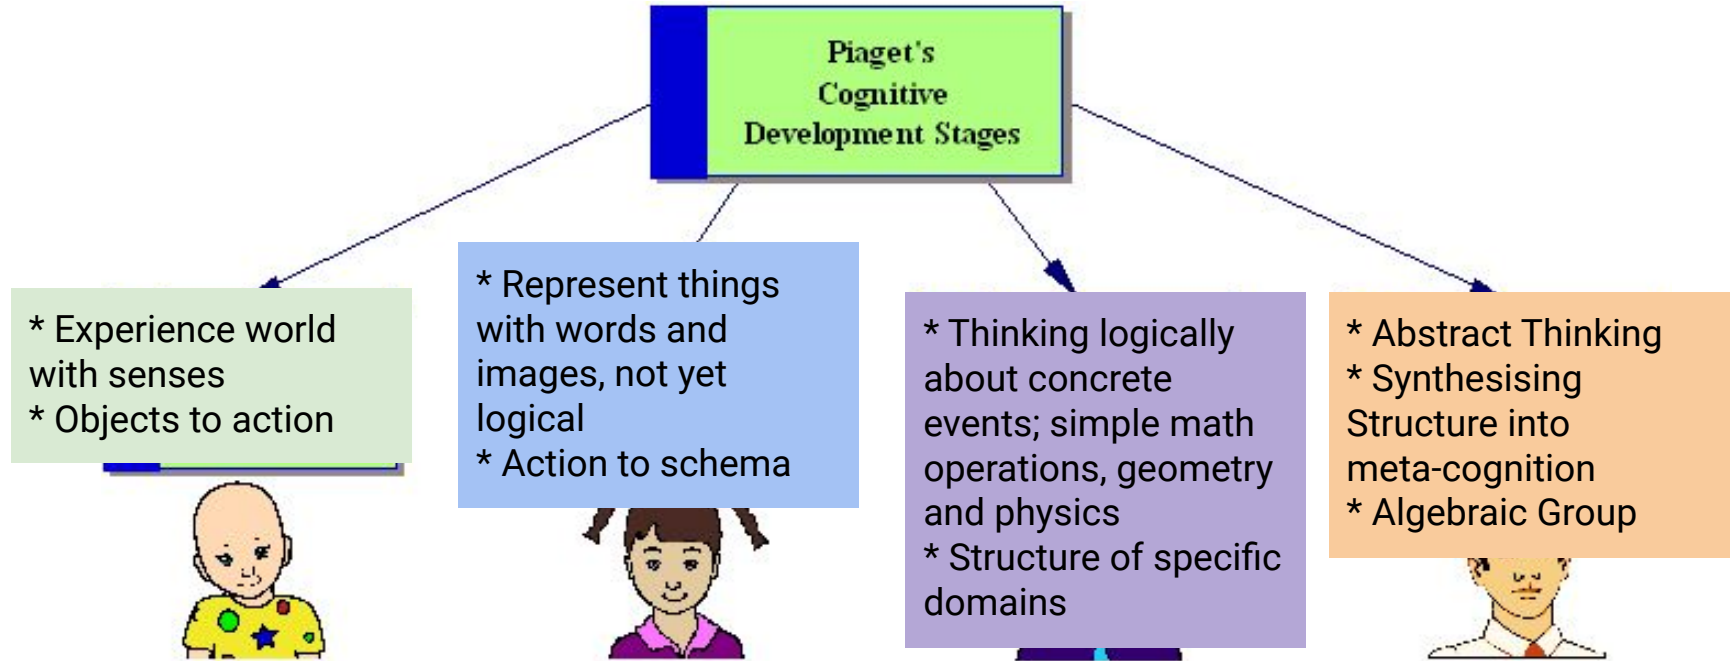 Piaget's
Cognitive
Development Stages
* Experience world
with senses
* Objects to action
* Represent things
with words and
images, not yet
logical
* Action to schema
* Thinking logically
about concrete
events; simple math
operations, geometry
and physics
* Structure of specific
domains
* Abstract Thinking
* Synthesising
Structure into
meta-cognition
* Algebraic Group